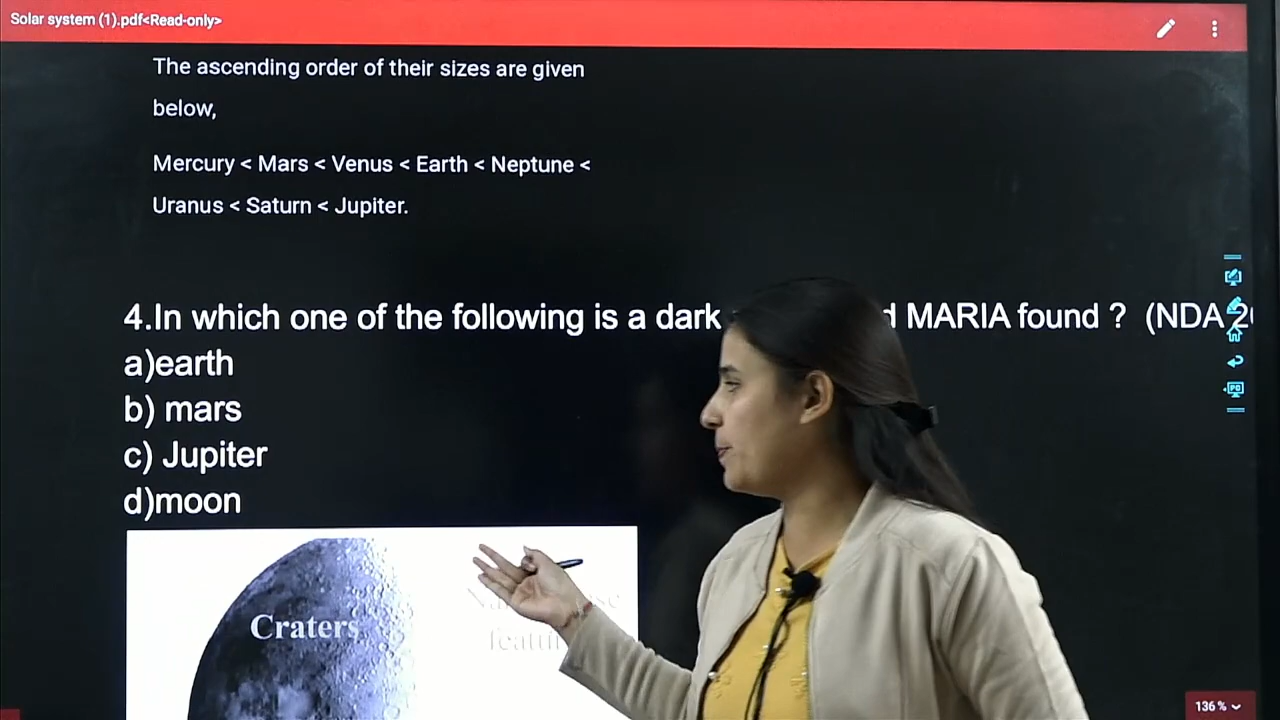 Solar system (1).pdf<Read-only>
The ascending order of their sizes are given
below,
Mercury < Mars < Venus < Earth < Neptune <
Uranus < Saturn < Jupiter.
4.In which one of the following is a dark MARIA found ? (NDA
a)earth
b) mars
c) Jupiter
d)moon
Craters
136 %